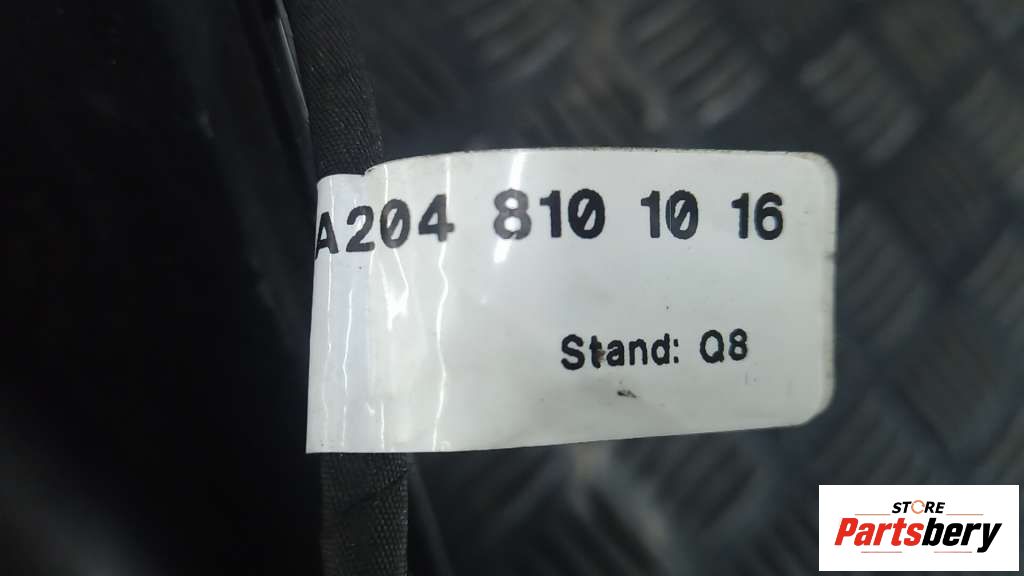 A204 810 10 16
Stand: Q8
STORE
Partsbery